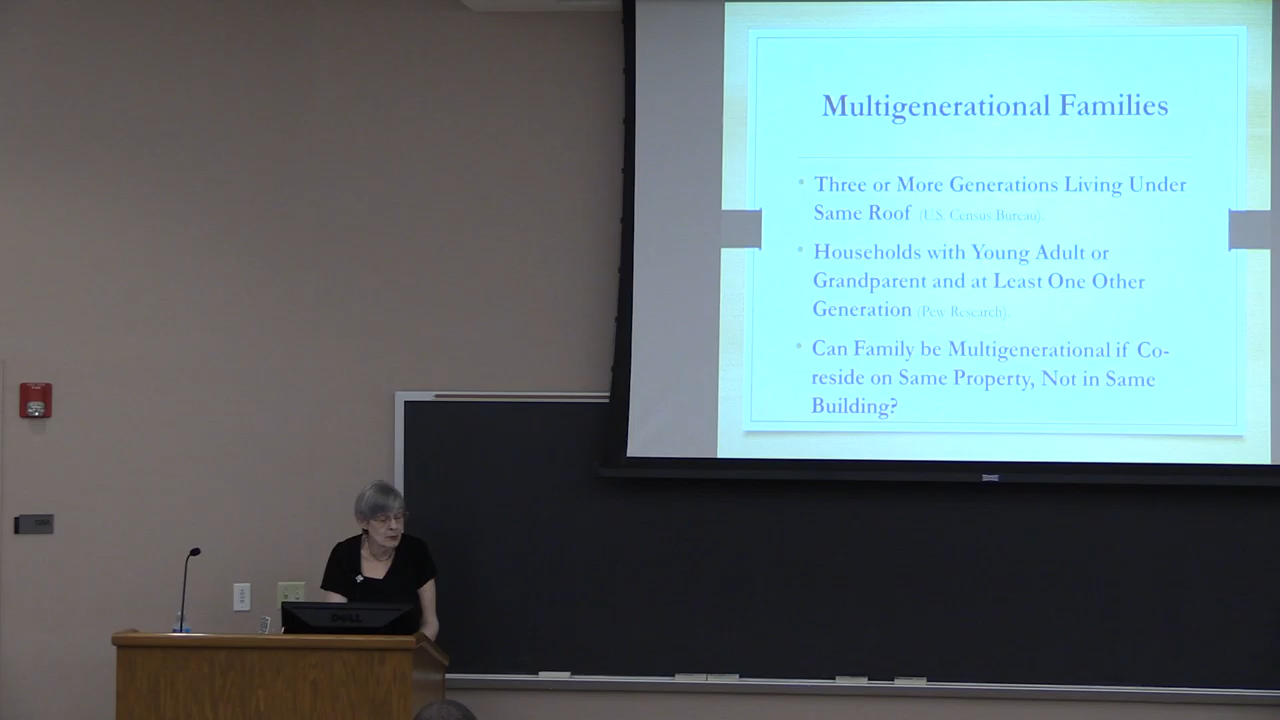 Multigenerational Families
• Three or More Generations Living Under
Same Roof (U.S. Census Bureau).
• Households with Young Adult or
Grandparent and at Least One Other
Generation (Pew Research).
• Can Family be Multigenerational if Co-
reside on Same Property, Not in Same
Building?
DELL